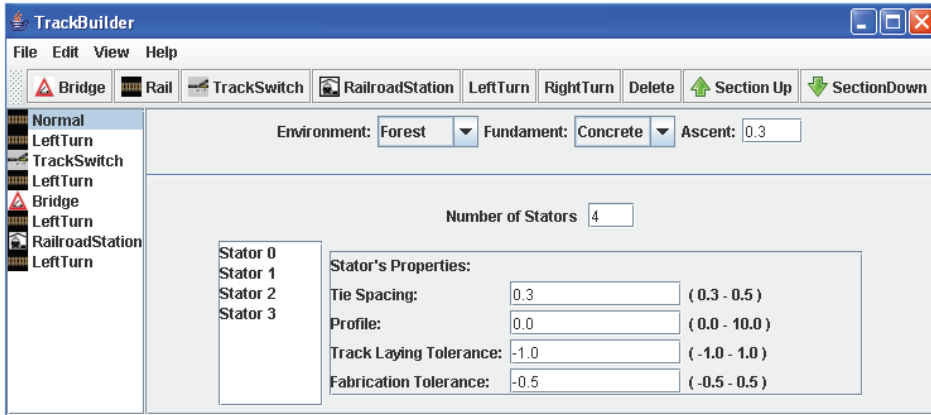 TrackBuilder
File Edit View Help
Bridge Rail TrackSwitch RailroadStation LeftTurn RightTurn Delete Section Up SectionDown
Normal
LeftTurn
TrackSwitch
LeftTurn
Bridge
LeftTurn
RailroadStation
LeftTurn
Environment: Forest Fundament: Concrete Ascent: 0.3
Number of Stators 4
Stator 0
Stator 1
Stator 2
Stator 3
Stator's Properties:
Tie Spacing: 0.3 ( 0.3 - 0.5 )
Profile: 0.0 ( 0.0 - 10.0 )
Track Laying Tolerance: -1.0 ( -1.0 - 1.0 )
Fabrication Tolerance: -0.5 ( -0.5 - 0.5 )